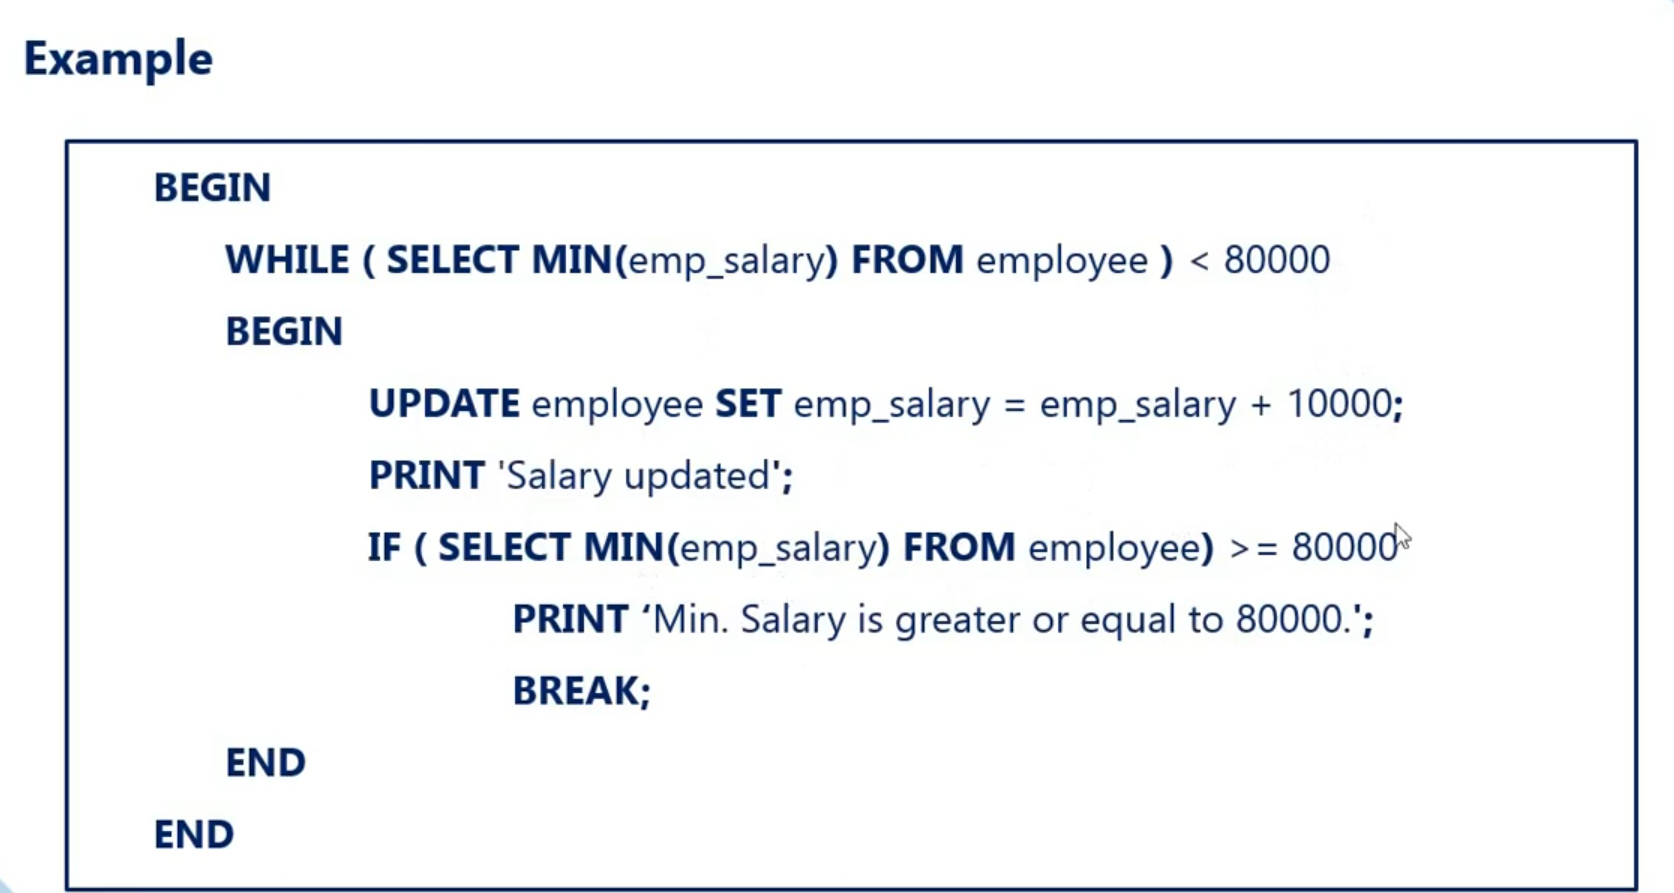 Example
BEGIN
WHILE ( SELECT MIN(emp_salary) FROM employee ) < 80000
BEGIN
UPDATE employee SET emp_salary = emp_salary + 10000;
PRINT 'Salary updated';
IF ( SELECT MIN(emp_salary) FROM employee) >= 80000
PRINT ‘Min. Salary is greater or equal to 80000.';
BREAK;
END
END